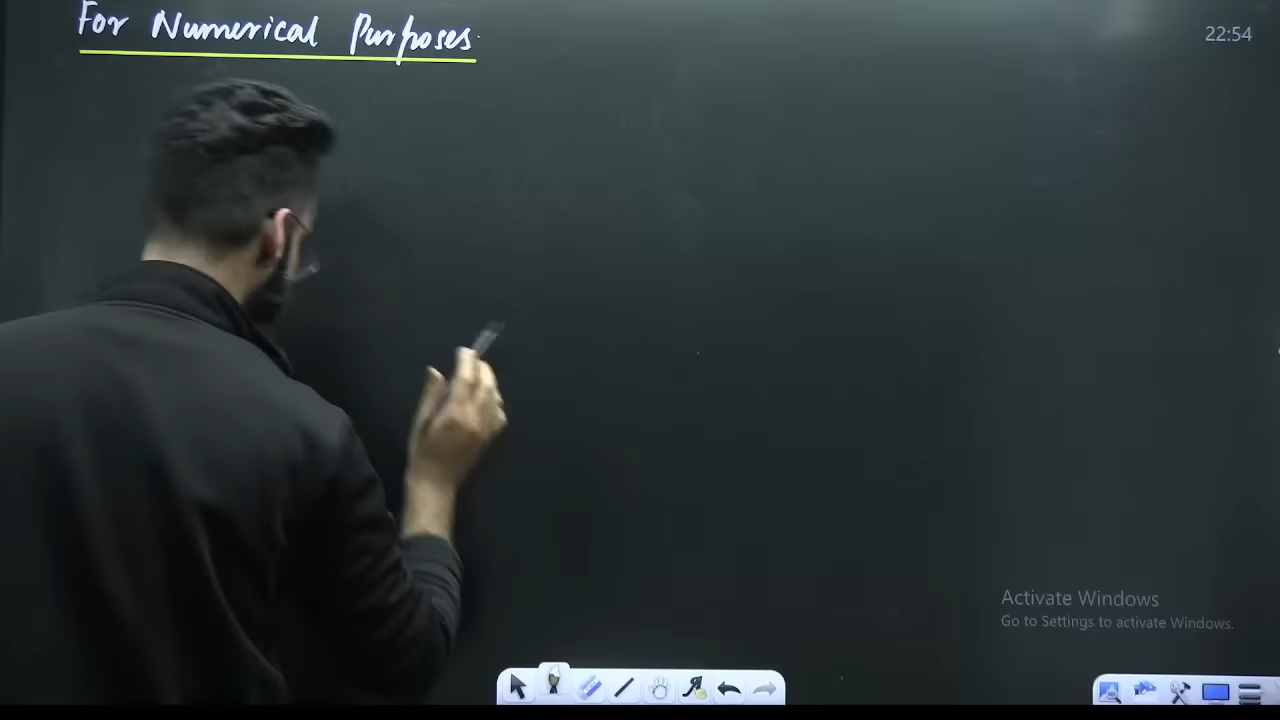 For Numerical Purposes
22:54
Activate Windows
Go to Settings to activate Windows.